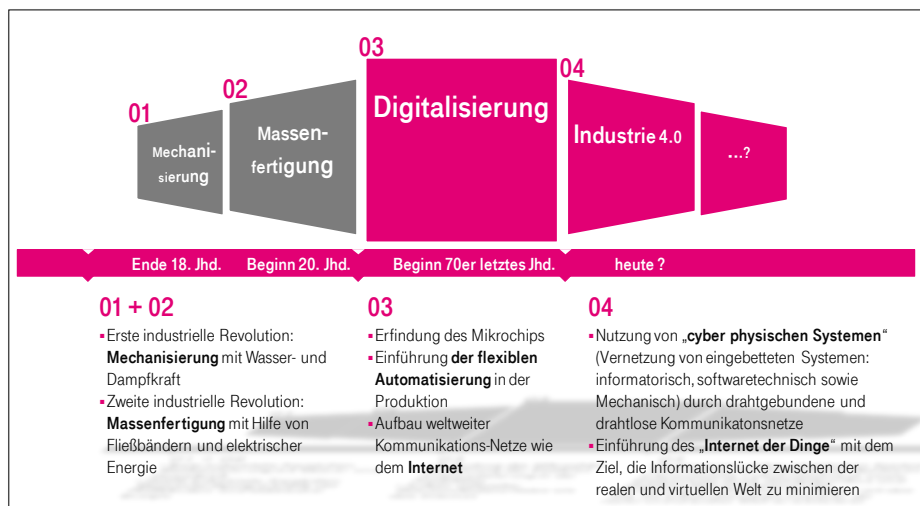 01
Mechani-
sierung
02
Massen-
fertigung
03
Digitalisierung
04
Industrie 4.0
...?
Ende 18. Jhd.
Beginn 20. Jhd.
Beginn 70er letztes Jhd.
heute ?
01 + 02
▪Erste industrielle Revolution:
Mechanisierung mit Wasser- und
Dampfkraft
▪Zweite industrielle Revolution:
Massenfertigung mit Hilfe von
Fließbändern und elektrischer
Energie
03
▪Erfindung des Mikrochips
▪Einführung der flexiblen
Automatisierung in der
Produktion
▪Aufbau weltweiter
Kommunikations-Netze wie
dem Internet
04
▪Nutzung von „cyber physischen Systemen“
(Vernetzung von eingebetteten Systemen:
informatorisch, softwaretechnisch sowie
Mechanisch) durch drahtgebundene und
drahtlose Kommunikatonsnetze
▪Einführung des „Internet der Dinge“ mit dem
Ziel, die Informationslücke zwischen der
realen und virtuellen Welt zu minimieren